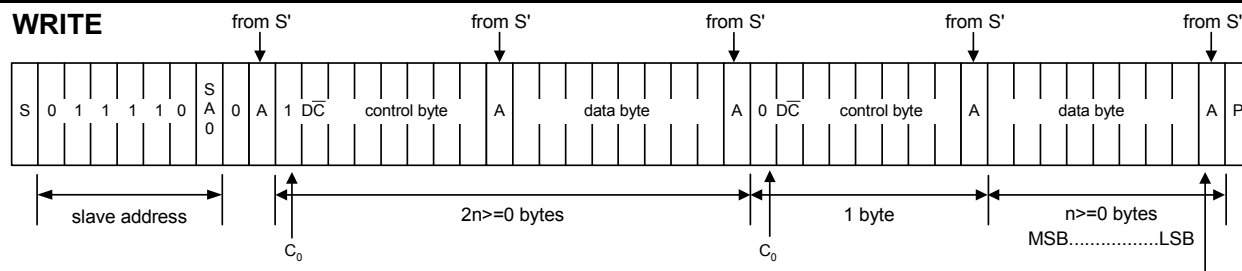 WRITE
from S' from S' from S' from S' from S'
S 0 1 1 1 1 0 SA0 0 A 1 DC̅ control byte A data byte A 0 DC̅ control byte A data byte A P
slave address 2n>=0 bytes 1 byte n>=0 bytes
MSB.................LSB
C₀ C₀